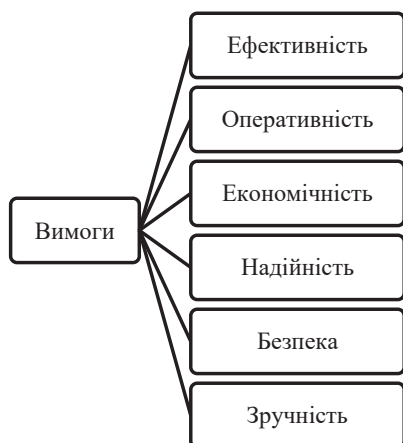 Ефективність
Оперативність
Економічність
Вимоги
Надійність
Безпека
Зручність